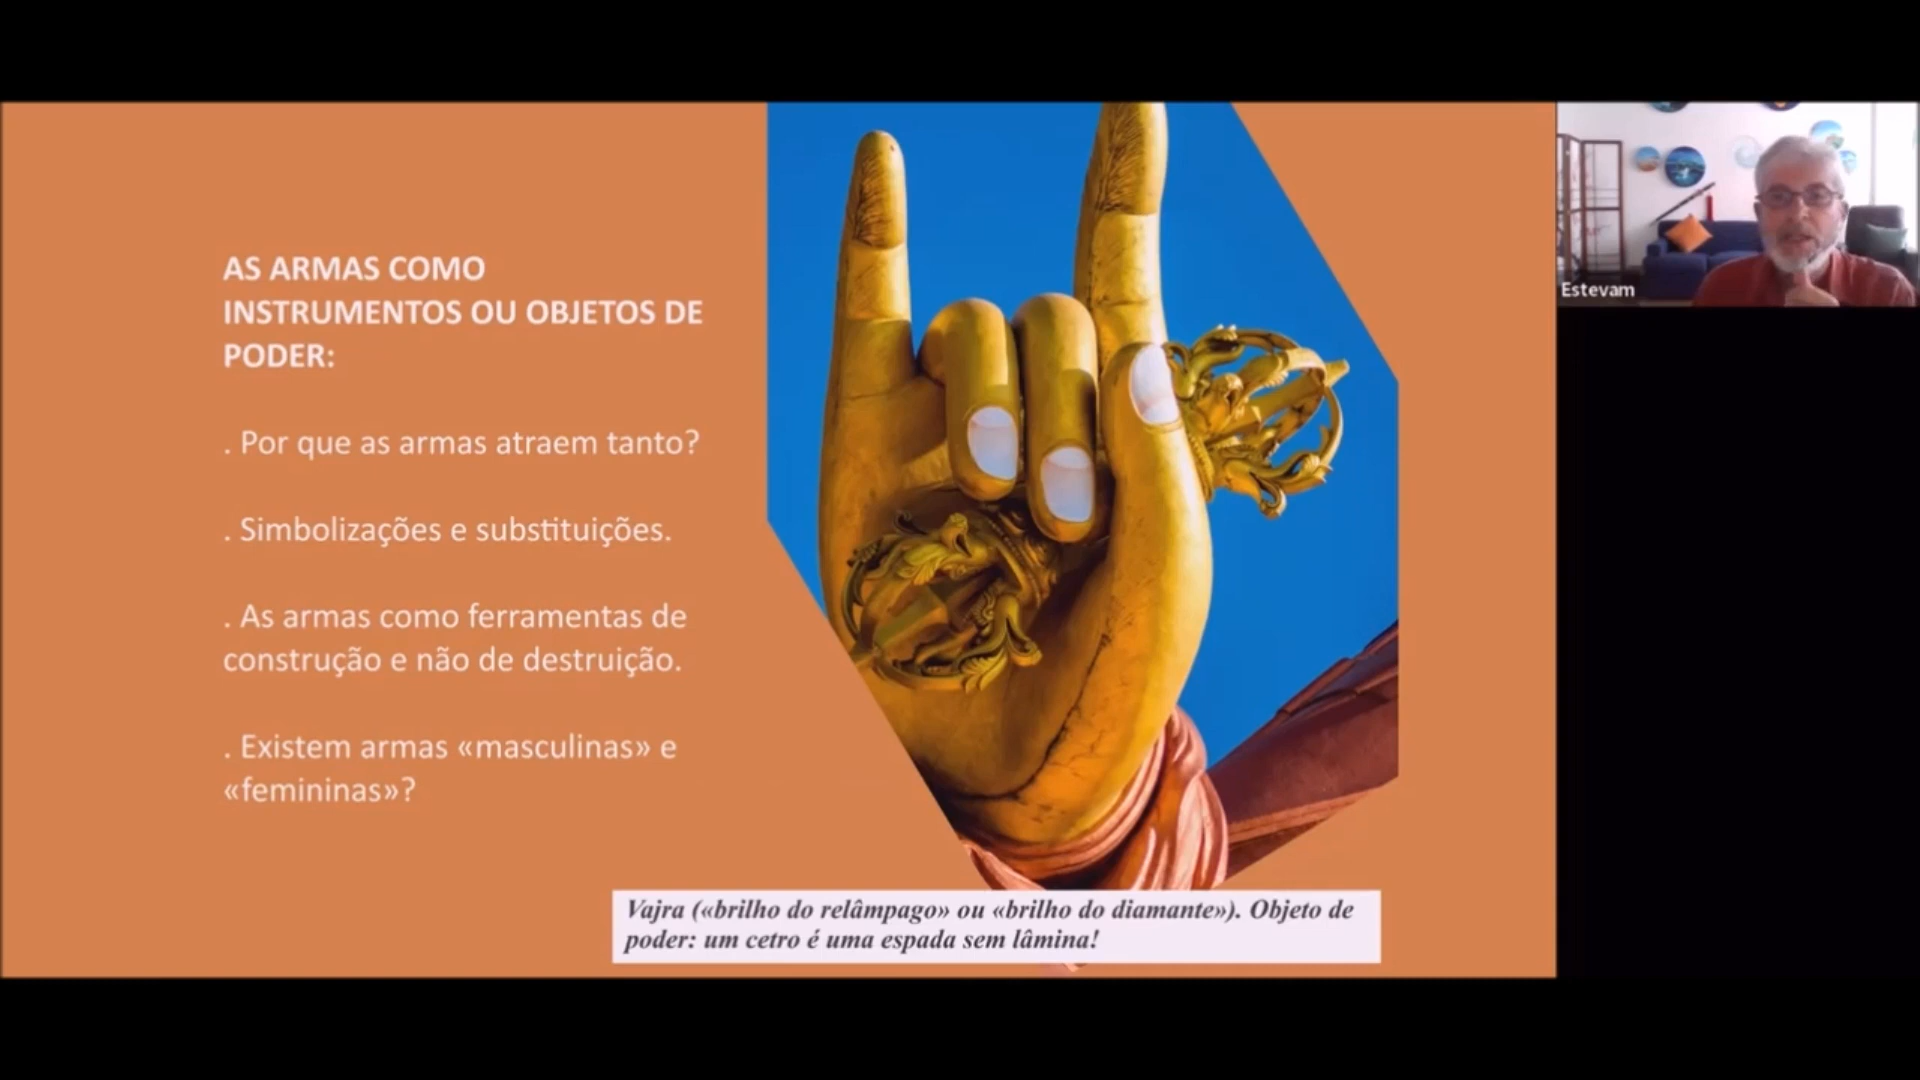 AS ARMAS COMO
INSTRUMENTOS OU OBJETOS DE
PODER:
. Por que as armas atraem tanto?
. Simbolizações e substituições.
. As armas como ferramentas de
construção e não de destruição.
. Existem armas «masculinas» e
«femininas»?
Vajra («brilho do relâmpago» ou «brilho do diamante»). Objeto de
poder: um cetro é uma espada sem lâmina!
Estevam